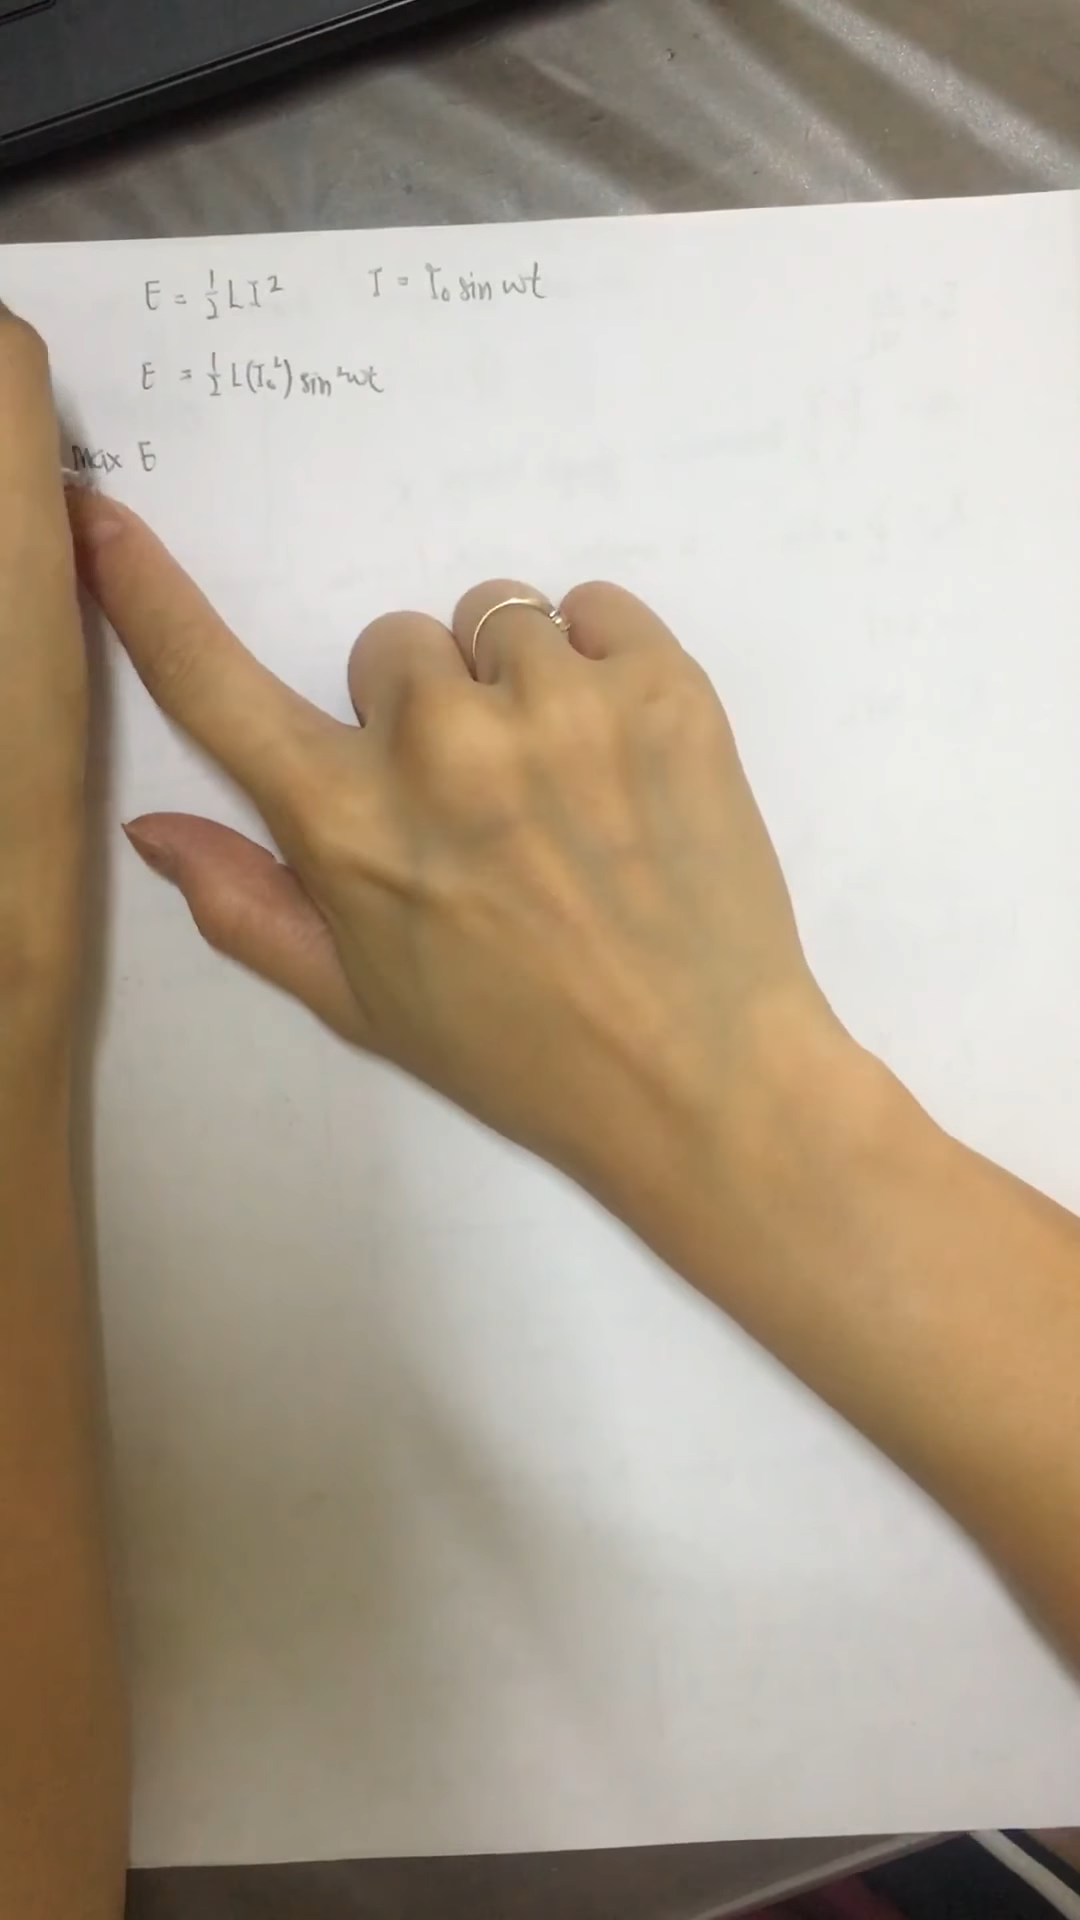 E = ½ L I²    I = I₀ sin ωt
E = ½ L(I₀²) sin²ωt
Max E